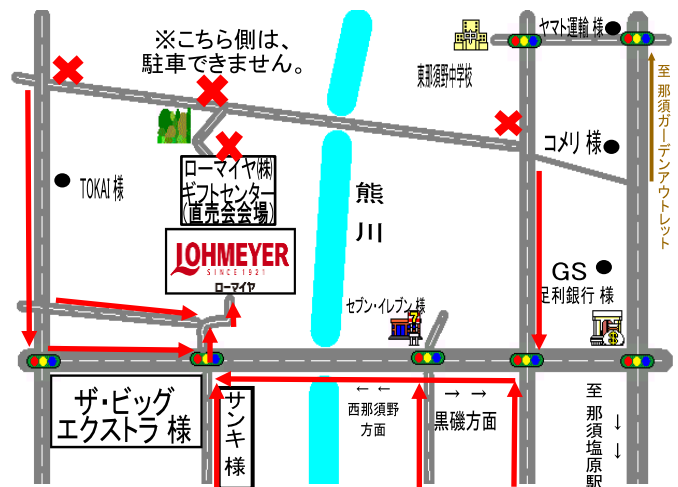 ※こちら側は、
駐車できません。
ヤマト運輸 様
東那須野中学校
至 那須ガーデンアウトレット
コメリ 様
TOKAI 様
ローマイヤ㈱
ギフトセンター
(直売会会場)
熊川
LOHMEYER
SINCE 1921
ローマイヤ
GS
足利銀行 様
セブン・イレブン 様
7
ザ・ビッグ
エクストラ 様
サンキ 様
← ←
西那須野
方面
→ →
黒磯方面
至 那須塩原駅
↓ ↓